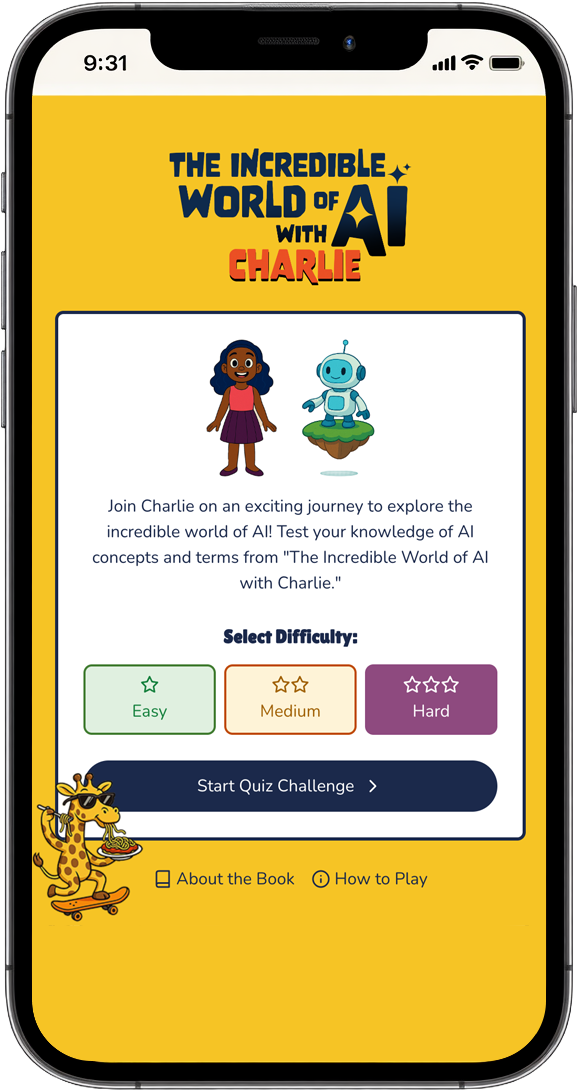 9:31
THE INCREDIBLE
WORLD OF AI
WITH
CHARLIE
Join Charlie on an exciting journey to explore the
incredible world of AI! Test your knowledge of AI
concepts and terms from "The Incredible World of AI
with Charlie."
Select Difficulty:
Easy
Medium
Hard
Start Quiz Challenge
About the Book
How to Play